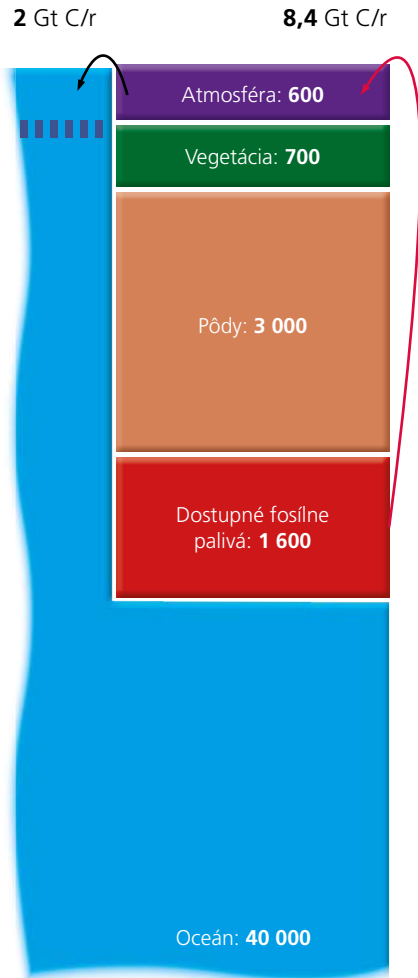 2 Gt C/r
8,4 Gt C/r
Atmosféra: 600
Vegetácia: 700
Pôdy: 3 000
Dostupné fosílne
palivá: 1 600
Oceán: 40 000